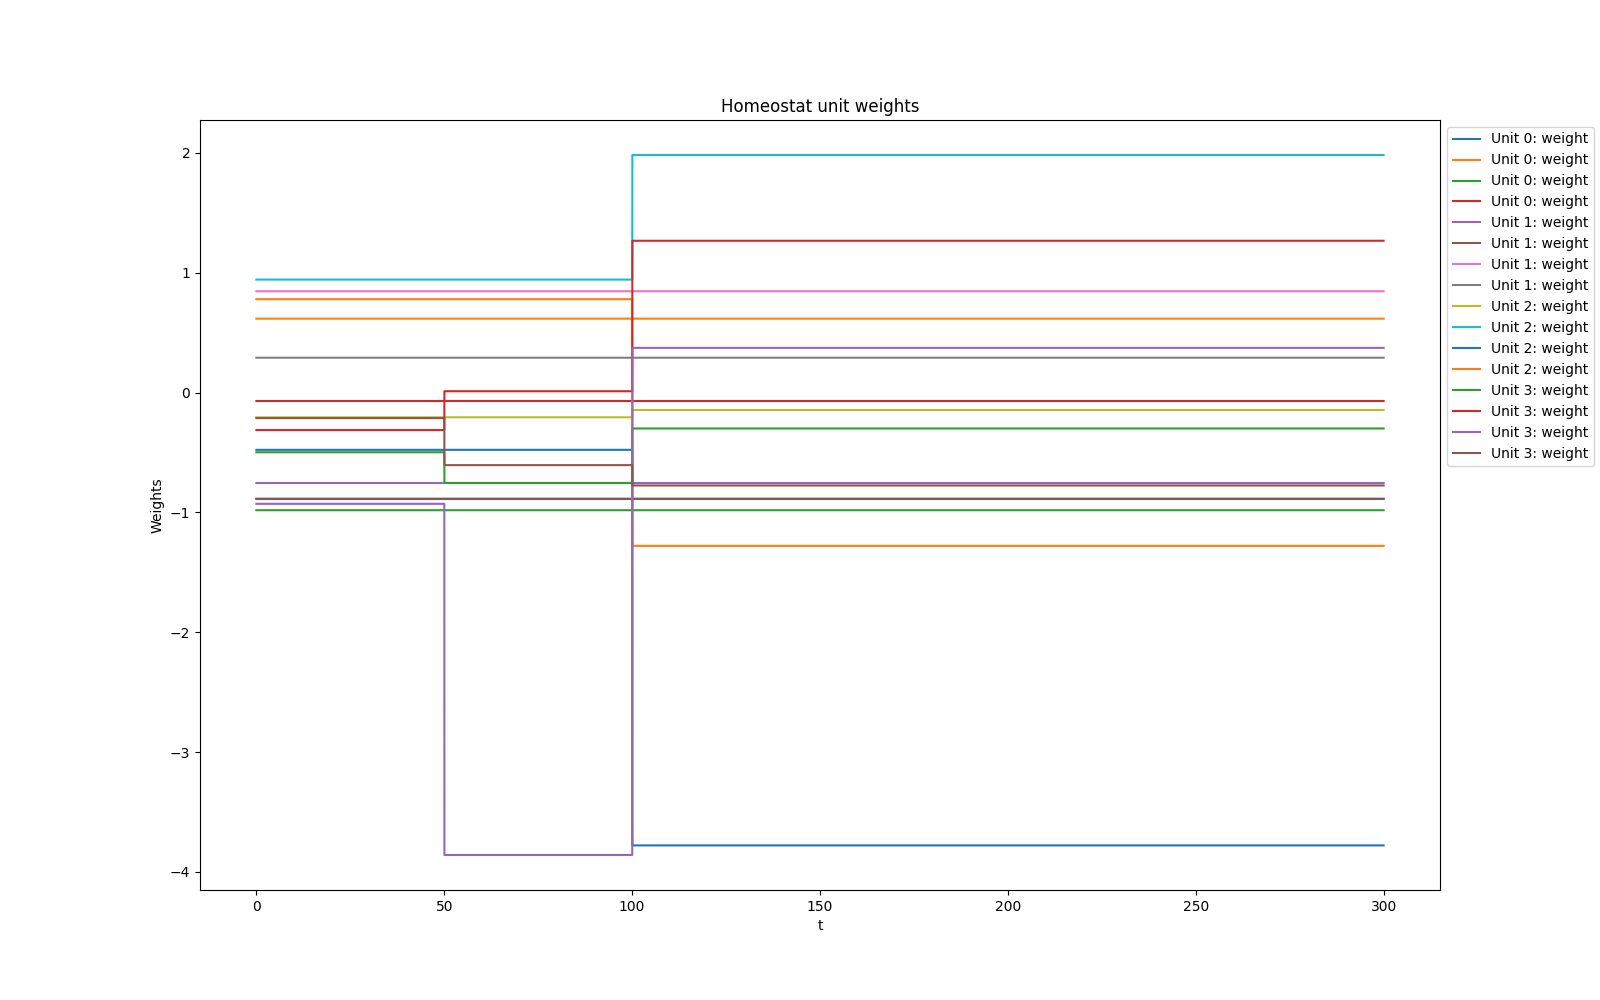 Homeostat unit weights
2
1
0
−1
−2
−3
−4
Weights
0
50
100
150
200
250
300
t
Unit 0: weight
Unit 0: weight
Unit 0: weight
Unit 0: weight
Unit 1: weight
Unit 1: weight
Unit 1: weight
Unit 1: weight
Unit 2: weight
Unit 2: weight
Unit 2: weight
Unit 2: weight
Unit 3: weight
Unit 3: weight
Unit 3: weight
Unit 3: weight